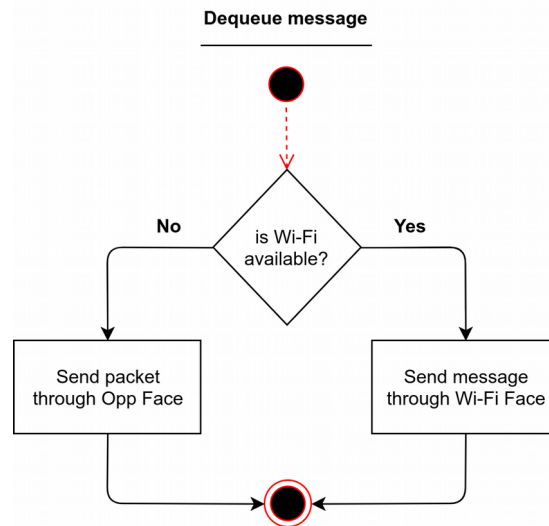 Dequeue message
No
is Wi-Fi
available?
Yes
Send packet
through Opp Face
Send message
through Wi-Fi Face